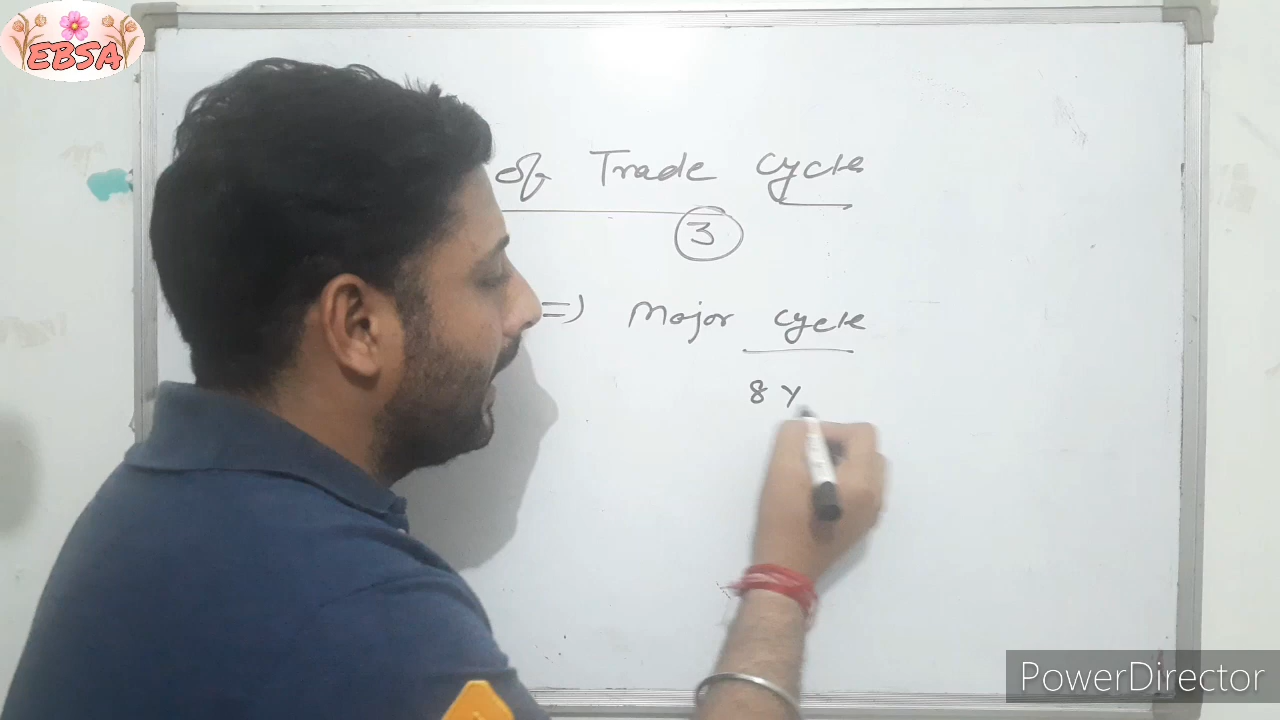 EBSA
of Trade cycle
3
=) Major cycle
8 Y
PowerDirector